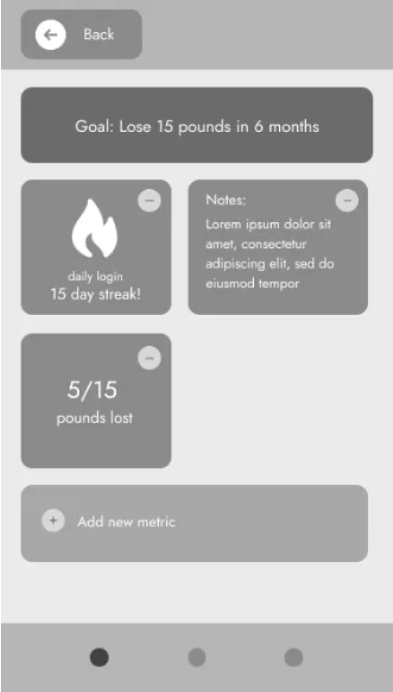 Back
Goal: Lose 15 pounds in 6 months
daily login
15 day streak!
Notes:
Lorem ipsum dolor sit
amet, consectetur
adipiscing elit, sed do
eiusmod tempor
5/15
pounds lost
Add new metric